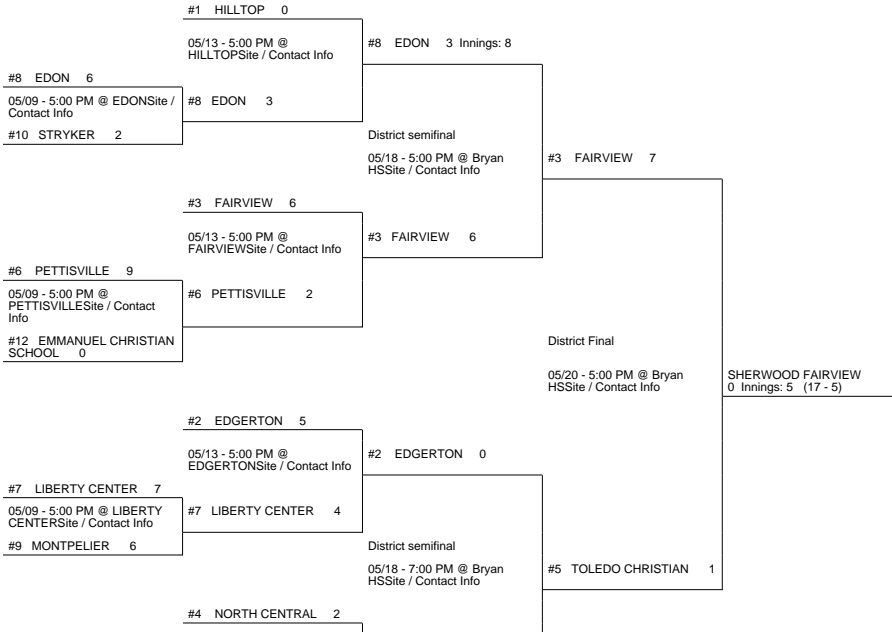 #1 HILLTOP 0
05/13 - 5:00 PM @
HILLTOPSite / Contact Info
#8 EDON 3 Innings: 8
#8 EDON 6
05/09 - 5:00 PM @ EDONSite /
Contact Info
#8 EDON 3
#10 STRYKER 2
District semifinal
05/18 - 5:00 PM @ Bryan
HSSite / Contact Info
#3 FAIRVIEW 7
#3 FAIRVIEW 6
05/13 - 5:00 PM @
FAIRVIEWSite / Contact Info
#3 FAIRVIEW 6
#6 PETTISVILLE 9
05/09 - 5:00 PM @
PETTISVILLESite / Contact
Info
#6 PETTISVILLE 2
#12 EMMANUEL CHRISTIAN
SCHOOL 0
District Final
05/20 - 5:00 PM @ Bryan
HSSite / Contact Info
SHERWOOD FAIRVIEW
0 Innings: 5 (17 - 5)
#2 EDGERTON 5
05/13 - 5:00 PM @
EDGERTONSite / Contact Info
#2 EDGERTON 0
#7 LIBERTY CENTER 7
05/09 - 5:00 PM @ LIBERTY
CENTERSite / Contact Info
#7 LIBERTY CENTER 4
#9 MONTPELIER 6
District semifinal
05/18 - 7:00 PM @ Bryan
HSSite / Contact Info
#5 TOLEDO CHRISTIAN 1
#4 NORTH CENTRAL 2